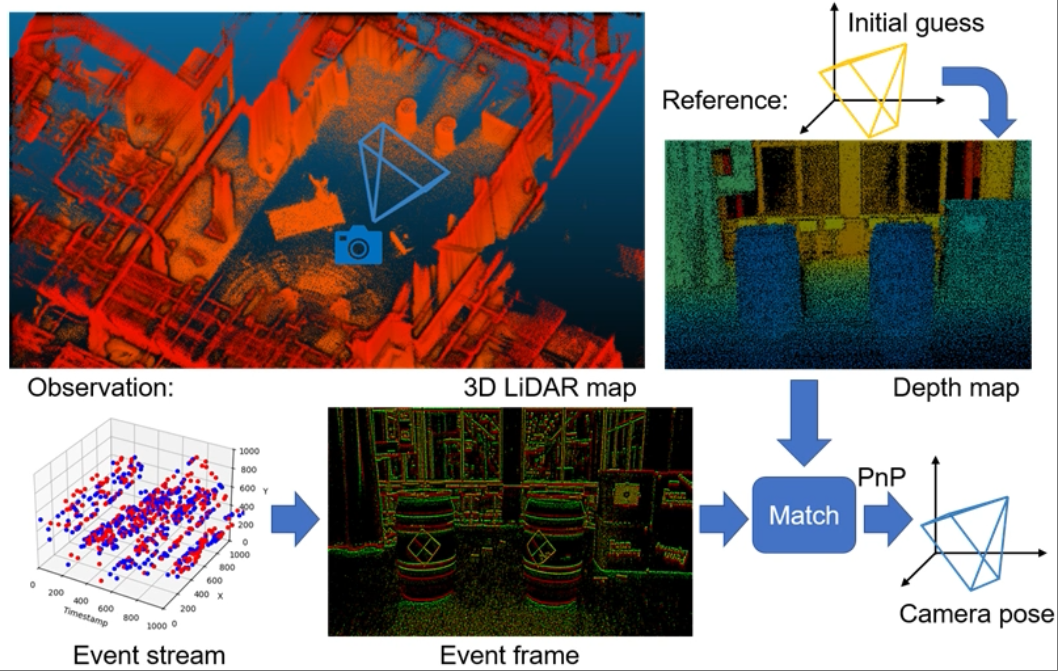 Initial guess
Reference:
Observation:
3D LiDAR map
Depth map
1000
800
600
400
200
0
Y
0
200
400
600
800
1000
Timestamp
0
200
400
600
800
1000
X
PnP
Match
Camera pose
Event stream
Event frame